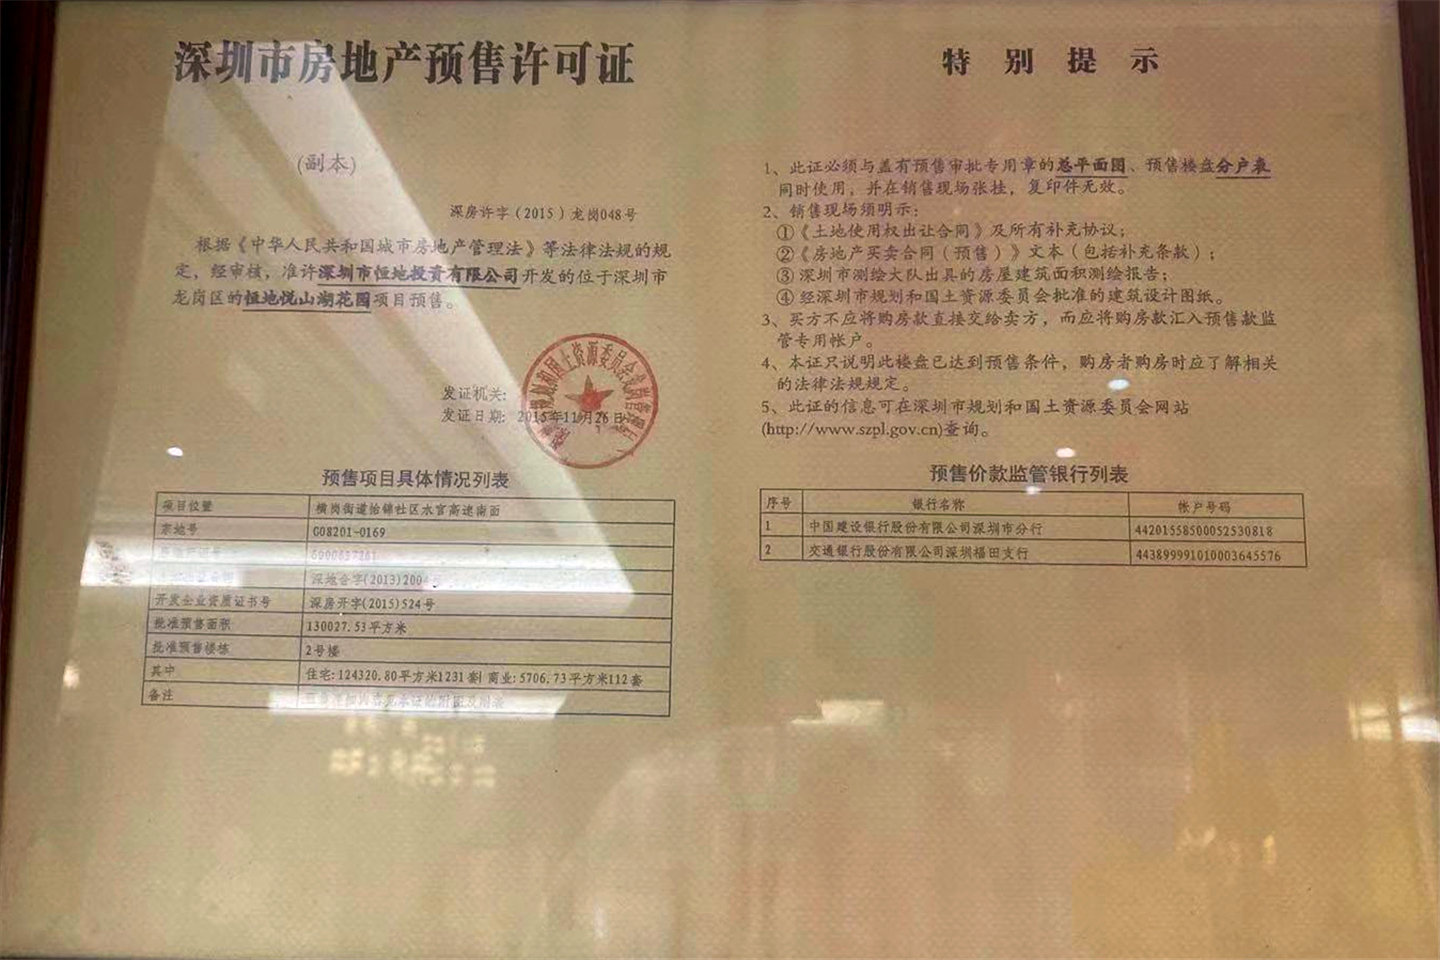 深圳市房地产预售许可证
(副本)
深房许字（2015）龙岗048号
根据《中华人民共和国城市房地产管理法》等法律法规的规
定，经审核，准许深圳市恒地投资有限公司开发的位于深圳市
龙岗区的恒地悦山湖花园项目预售。
发证机关:
发证日期: 2015年11月26日
预售项目具体情况列表
项目位置 横岗街道怡锦社区水官高速南面
宗地号 G08201-0169
深地合字(2013)200
开发企业资质证书号 深房开字(2015)524号
批准预售面积 130027.53平方米
批准预售楼栋 2号楼
其中 住宅:124320.80平方米1231套| 商业:5706.73平方米112套
备注
特别提示
1、此证必须与盖有预售审批专用章的总平面图、预售楼盘分户表
同时使用，并在销售现场张挂，复印件无效。
2、销售现场须明示：
①《土地使用权出让合同》及所有补充协议；
②《房地产买卖合同（预售）》文本（包括补充条款）；
③深圳市测绘大队出具的房屋建筑面积测绘报告；
④经深圳市规划和国土资源委员会批准的建筑设计图纸。
3、买方不应将购房款直接交给卖方，而应将购房款汇入预售款监
管专用帐户。
4、本证只说明此楼盘已达到预售条件，购房者购房时应了解相关
的法律法规规定。
5、此证的信息可在深圳市规划和国土资源委员会网站
(http://www.szpl.gov.cn)查询。
预售价款监管银行列表
序号 银行名称 帐户号码
1 中国建设银行股份有限公司深圳市分行 44201558500052530818
2 交通银行股份有限公司深圳福田支行 443899991010003645576